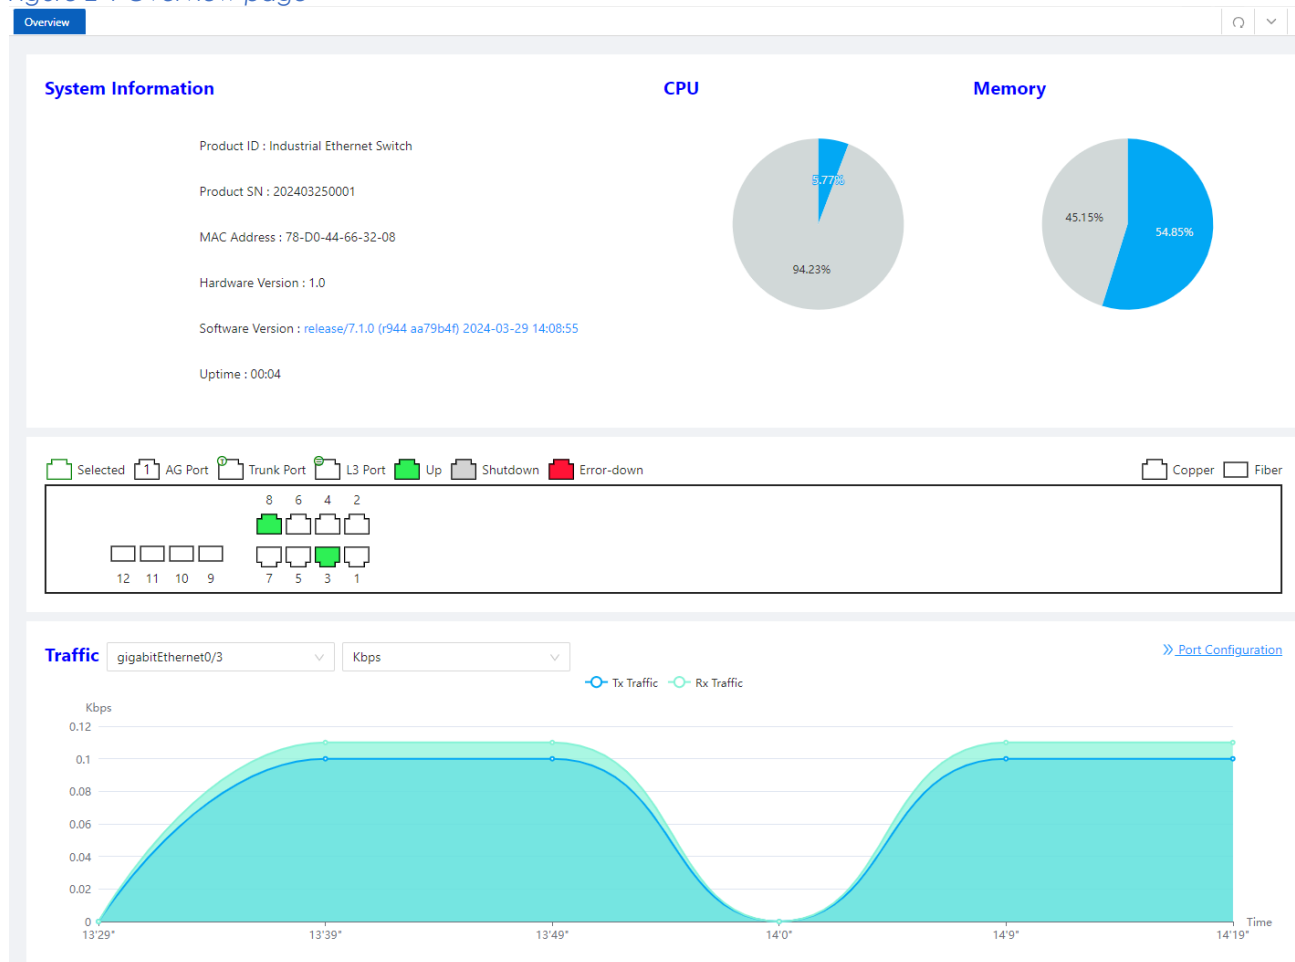 Figure 2-1 Overview page
Overview
System Information
CPU
Memory
Product ID : Industrial Ethernet Switch
Product SN : 202403250001
MAC Address : 78-D0-44-66-32-08
Hardware Version : 1.0
Software Version : release/7.1.0 (r944 aa79b4f) 2024-03-29 14:08:55
Uptime : 00:04
5.77%
94.23%
45.15%
54.85%
Selected 1 AG Port Trunk Port L3 Port Up Shutdown Error-down Copper Fiber
8 6 4 2
12 11 10 9 7 5 3 1
Traffic gigabitEthernet0/3 Kbps Port Configuration
Tx Traffic Rx Traffic
Kbps
0.12
0.1
0.08
0.06
0.04
0.02
0
Time
13'29" 13'39" 13'49" 14'0" 14'9" 14'19"